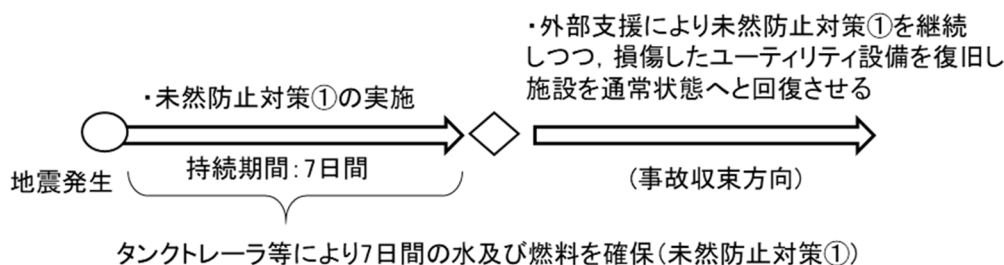 ・外部支援により未然防止対策①を継続
しつつ，損傷したユーティリティ設備を復旧し
施設を通常状態へと回復させる
・未然防止対策①の実施
地震発生
持続期間：7日間
(事故収束方向)
タンクトレーラ等により7日間の水及び燃料を確保(未然防止対策①)